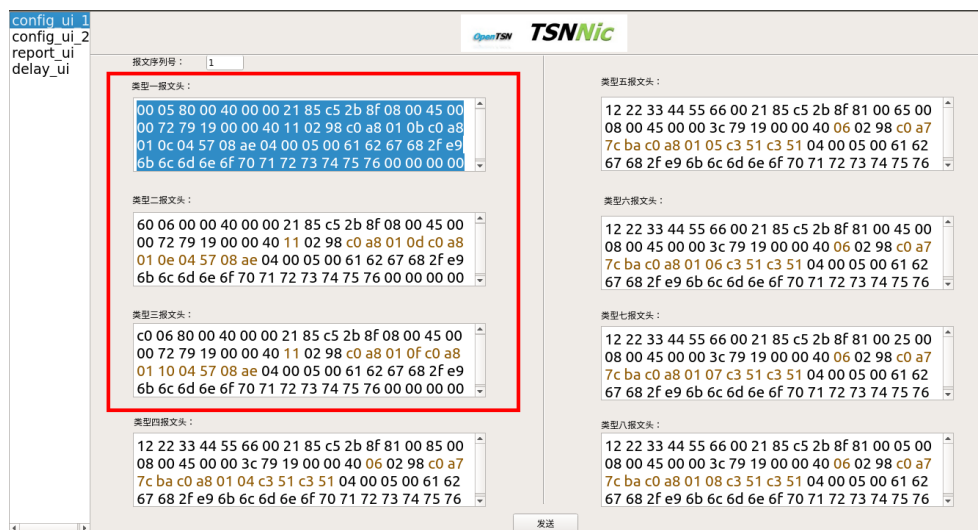 config_ui_1
config_ui_2
report_ui
delay_ui
OpenTSN TSNNic
报文序列号： 1
类型一报文头：
00 05 80 00 40 00 00 21 85 c5 2b 8f 08 00 45 00
00 72 79 19 00 00 40 11 02 98 c0 a8 01 0b c0 a8
01 0c 04 57 08 ae 04 00 05 00 61 62 67 68 2f e9
6b 6c 6d 6e 6f 70 71 72 73 74 75 76 00 00 00 00
类型二报文头：
60 06 00 00 40 00 00 21 85 c5 2b 8f 08 00 45 00
00 72 79 19 00 00 40 11 02 98 c0 a8 01 0d c0 a8
01 0e 04 57 08 ae 04 00 05 00 61 62 67 68 2f e9
6b 6c 6d 6e 6f 70 71 72 73 74 75 76 00 00 00 00
类型三报文头：
c0 06 80 00 40 00 00 21 85 c5 2b 8f 08 00 45 00
00 72 79 19 00 00 40 11 02 98 c0 a8 01 0f c0 a8
01 10 04 57 08 ae 04 00 05 00 61 62 67 68 2f e9
6b 6c 6d 6e 6f 70 71 72 73 74 75 76 00 00 00 00
类型四报文头：
12 22 33 44 55 66 00 21 85 c5 2b 8f 81 00 85 00
08 00 45 00 00 3c 79 19 00 00 40 06 02 98 c0 a7
7c ba c0 a8 01 04 c3 51 c3 51 04 00 05 00 61 62
67 68 2f e9 6b 6c 6d 6e 6f 70 71 72 73 74 75 76
类型五报文头：
12 22 33 44 55 66 00 21 85 c5 2b 8f 81 00 65 00
08 00 45 00 00 3c 79 19 00 00 40 06 02 98 c0 a7
7c ba c0 a8 01 05 c3 51 c3 51 04 00 05 00 61 62
67 68 2f e9 6b 6c 6d 6e 6f 70 71 72 73 74 75 76
类型六报文头：
12 22 33 44 55 66 00 21 85 c5 2b 8f 81 00 45 00
08 00 45 00 00 3c 79 19 00 00 40 06 02 98 c0 a7
7c ba c0 a8 01 06 c3 51 c3 51 04 00 05 00 61 62
67 68 2f e9 6b 6c 6d 6e 6f 70 71 72 73 74 75 76
类型七报文头：
12 22 33 44 55 66 00 21 85 c5 2b 8f 81 00 25 00
08 00 45 00 00 3c 79 19 00 00 40 06 02 98 c0 a7
7c ba c0 a8 01 07 c3 51 c3 51 04 00 05 00 61 62
67 68 2f e9 6b 6c 6d 6e 6f 70 71 72 73 74 75 76
类型八报文头：
12 22 33 44 55 66 00 21 85 c5 2b 8f 81 00 05 00
08 00 45 00 00 3c 79 19 00 00 40 06 02 98 c0 a7
7c ba c0 a8 01 08 c3 51 c3 51 04 00 05 00 61 62
67 68 2f e9 6b 6c 6d 6e 6f 70 71 72 73 74 75 76
发送